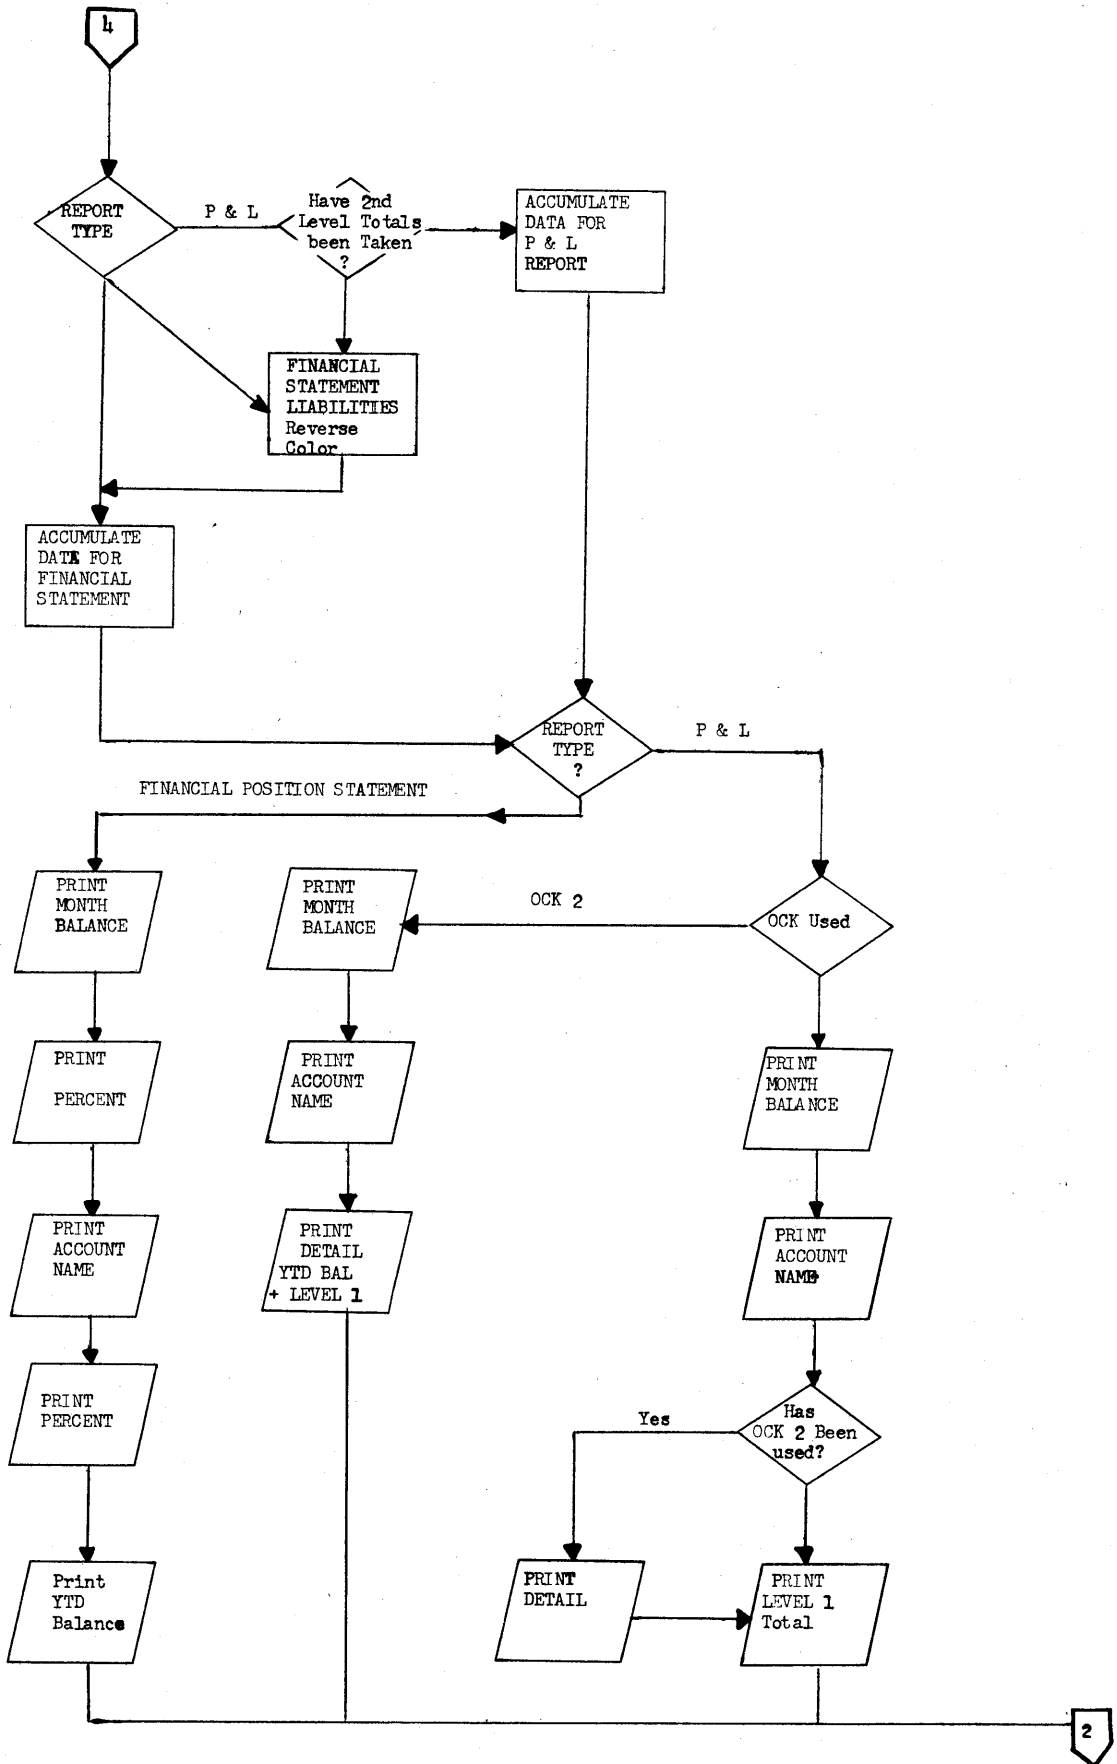 4
REPORT
TYPE
P & L
Have 2nd
Level Totals
been Taken
?
ACCUMULATE
DATA FOR
P & L
REPORT
FINANCIAL
STATEMENT
LIABILITIES
Reverse
Color
ACCUMULATE
DATA FOR
FINANCIAL
STATEMENT
REPORT
TYPE
?
P & L
FINANCIAL POSITION STATEMENT
PRINT
MONTH
BALANCE
PRINT
MONTH
BALANCE
OCK 2
OCK Used
PRINT
PERCENT
PRINT
ACCOUNT
NAME
PRINT
MONTH
BALANCE
PRINT
ACCOUNT
NAME
PRINT
DETAIL
YTD BAL
+ LEVEL 1
PRINT
ACCOUNT
NAME
PRINT
PERCENT
Yes
Has
OCK 2 Been
used?
Print
YTD
Balance
PRINT
DETAIL
PRINT
LEVEL 1
Total
2